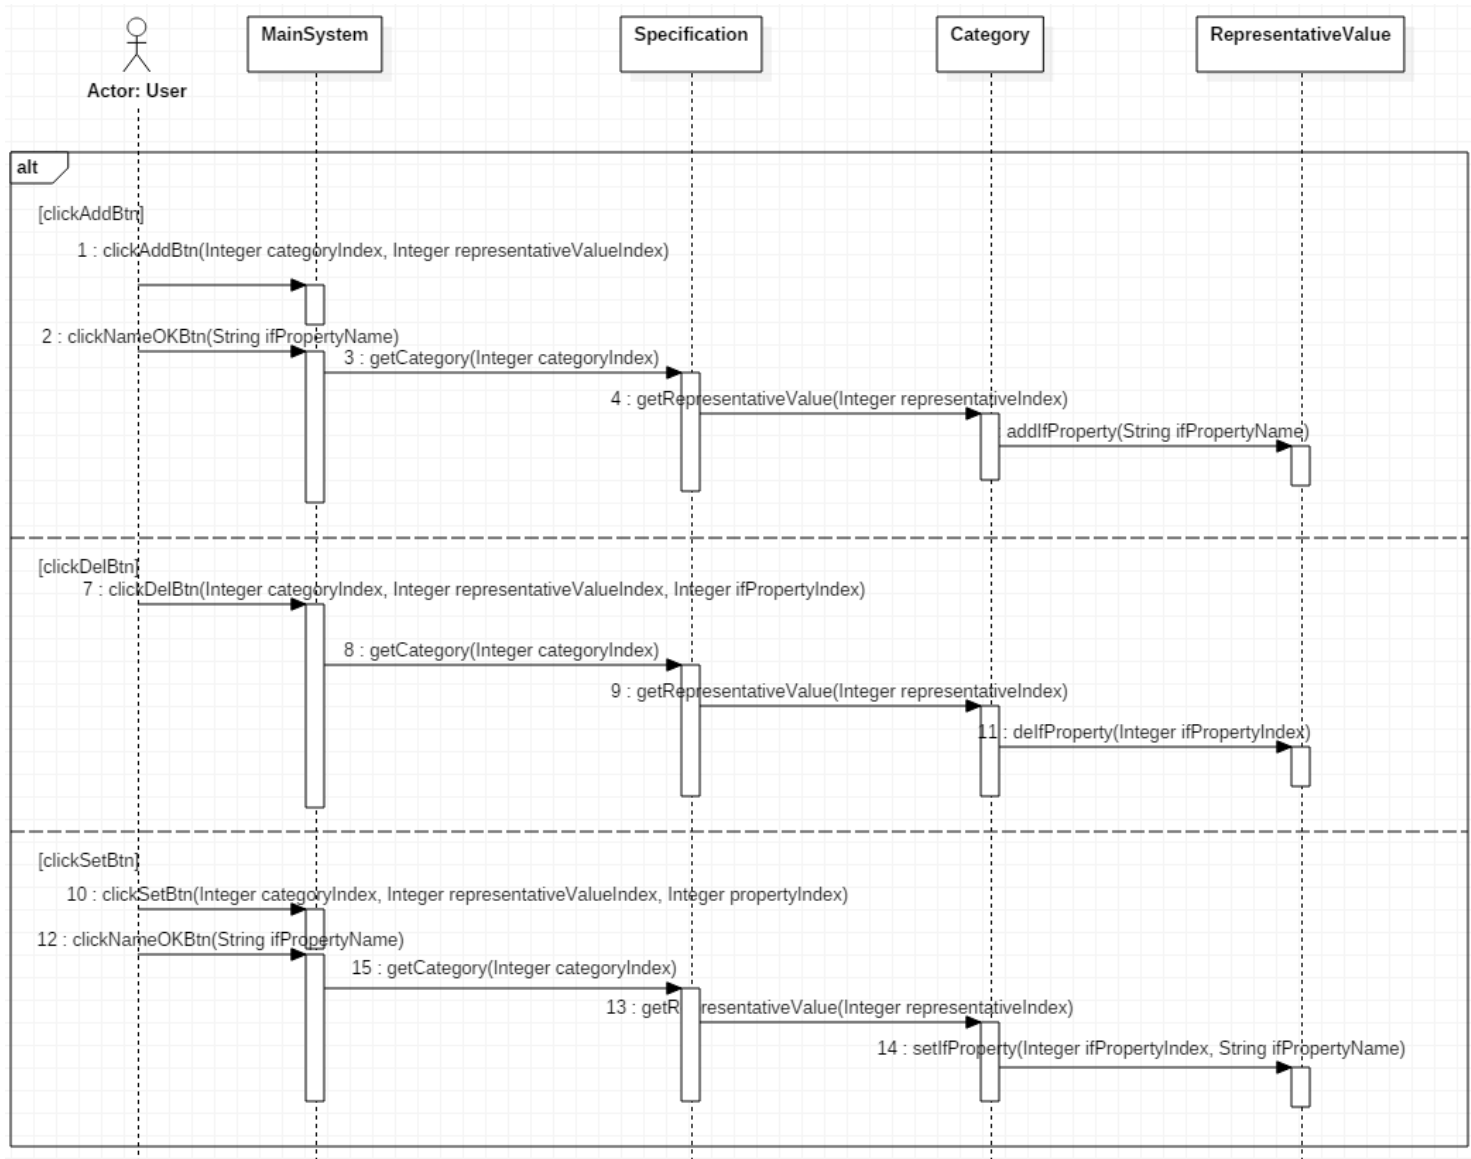 MainSystem
Specification
Category
RepresentativeValue
Actor: User
alt
[clickAddBtn]
1 : clickAddBtn(Integer categoryIndex, Integer representativeValueIndex)
2 : clickNameOKBtn(String ifPropertyName)
3 : getCategory(Integer categoryIndex)
4 : getRepresentativeValue(Integer representativeIndex)
: addIfProperty(String ifPropertyName)
[clickDelBtn]
7 : clickDelBtn(Integer categoryIndex, Integer representativeValueIndex, Integer ifPropertyIndex)
8 : getCategory(Integer categoryIndex)
9 : getRepresentativeValue(Integer representativeIndex)
11 : delfProperty(Integer ifPropertyIndex)
[clickSetBtn]
10 : clickSetBtn(Integer categoryIndex, Integer representativeValueIndex, Integer propertyIndex)
12 : clickNameOKBtn(String ifPropertyName)
15 : getCategory(Integer categoryIndex)
13 : getRepresentativeValue(Integer representativeIndex)
14 : setIfProperty(Integer ifPropertyIndex, String ifPropertyName)